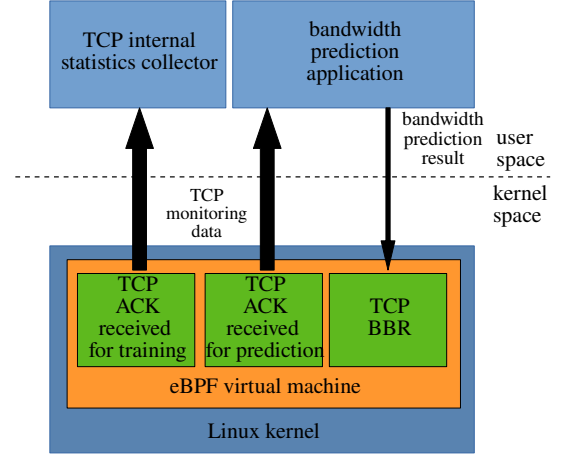 TCP internal
statistics collector
bandwidth
prediction
application
bandwidth
prediction
result
user
space
kernel
space
TCP
monitoring
data
TCP
ACK
received
for training
TCP
ACK
received
for prediction
TCP
BBR
eBPF virtual machine
Linux kernel